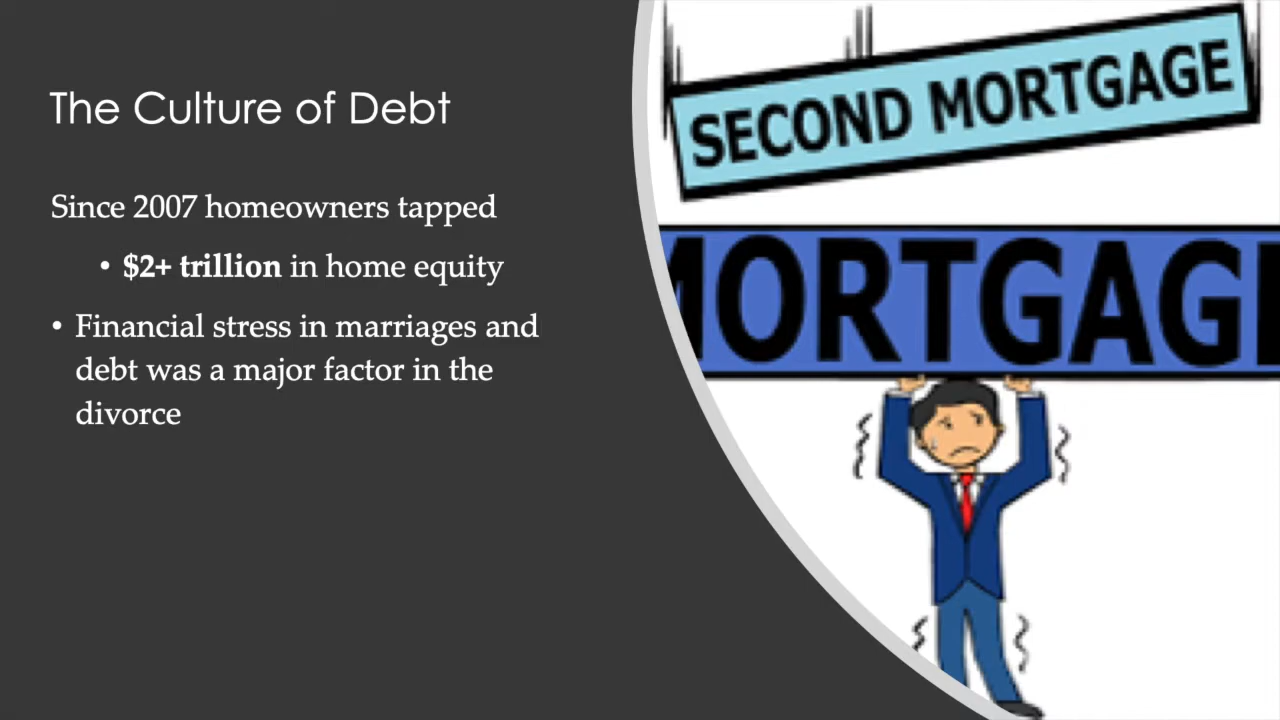 The Culture of Debt
Since 2007 homeowners tapped
• $2+ trillion in home equity
• Financial stress in marriages and
debt was a major factor in the
divorce
SECOND MORTGAGE
MORTGAGE